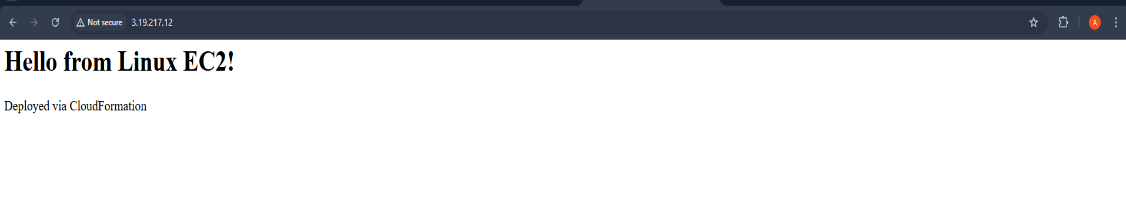 Not secure 3.19.217.12
A
Hello from Linux EC2!
Deployed via CloudFormation